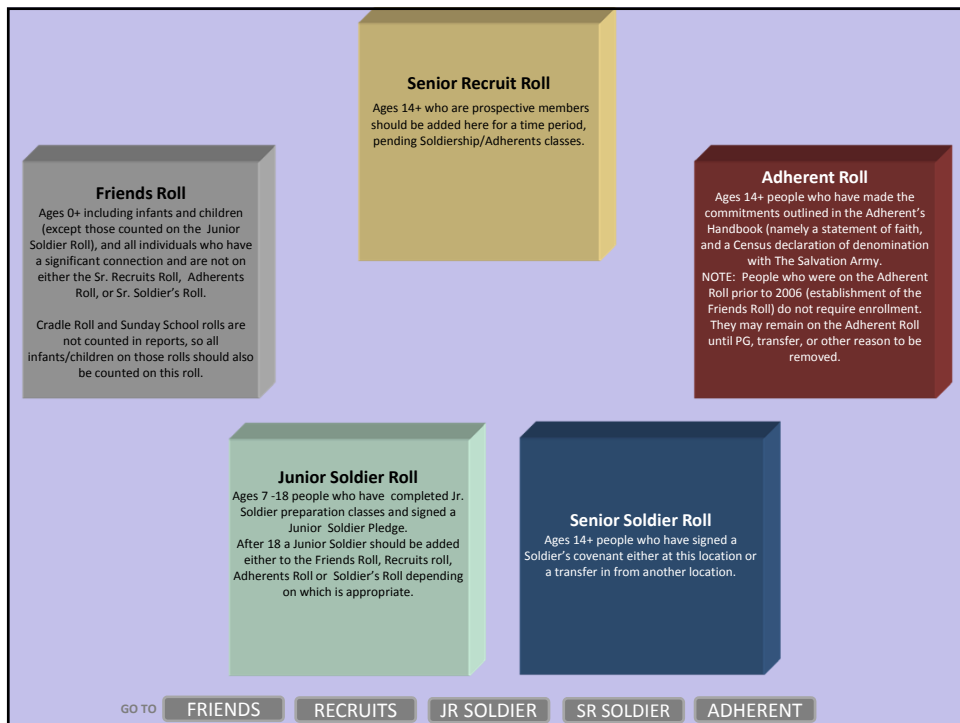 Senior Recruit Roll
Ages 14+ who are prospective members
should be added here for a time period,
pending Soldiership/Adherents classes.
Friends Roll
Ages 0+ including infants and children
(except those counted on the Junior
Soldier Roll), and all individuals who have
a significant connection and are not on
either the Sr. Recruits Roll, Adherents
Roll, or Sr. Soldier's Roll.
Cradle Roll and Sunday School rolls are
not counted in reports, so all
infants/children on those rolls should also
be counted on this roll.
Adherent Roll
Ages 14+ people who have made the
commitments outlined in the Adherent's
Handbook (namely a statement of faith,
and a Census declaration of denomination
with The Salvation Army.
NOTE: People who were on the Adherent
Roll prior to 2006 (establishment of the
Friends Roll) do not require enrollment.
They may remain on the Adherent Roll
until PG, transfer, or other reason to be
removed.
Junior Soldier Roll
Ages 7 -18 people who have completed Jr.
Soldier preparation classes and signed a
Junior Soldier Pledge.
After 18 a Junior Soldier should be added
either to the Friends Roll, Recruits roll,
Adherents Roll or Soldier's Roll depending
on which is appropriate.
Senior Soldier Roll
Ages 14+ people who have signed a
Soldier's covenant either at this location or
a transfer in from another location.
GO TO FRIENDS RECRUITS JR SOLDIER SR SOLDIER ADHERENT